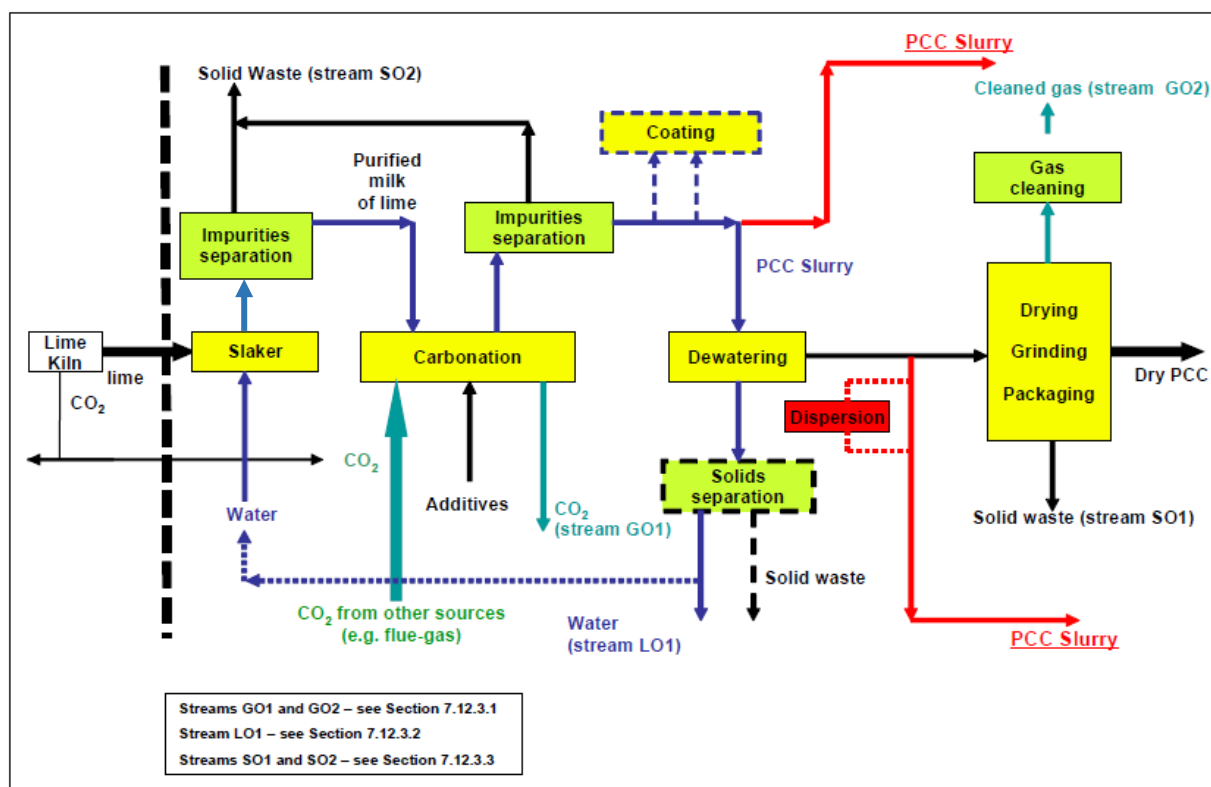 PCC Slurry
Solid Waste (stream SO2)
Cleaned gas (stream GO2)
Coating
Purified
milk
of lime
Gas
cleaning
Impurities
separation
Impurities
separation
PCC Slurry
Drying
Grinding
Packaging
Lime
Kiln
lime
Slaker
Carbonation
Dewatering
Dry PCC
CO₂
Dispersion
CO₂
Solids
separation
Water
Additives
CO₂
(stream GO1)
Solid waste (stream SO1)
Solid waste
CO₂ from other sources
(e.g. flue-gas)
Water
(stream LO1)
PCC Slurry
Streams GO1 and GO2 – see Section 7.12.3.1
Stream LO1 – see Section 7.12.3.2
Streams SO1 and SO2 – see Section 7.12.3.3